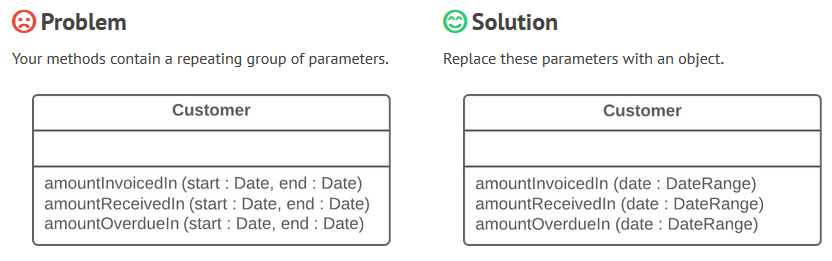 Problem
Your methods contain a repeating group of parameters.
Customer
amountInvoicedIn (start : Date, end : Date)
amountReceivedIn (start : Date, end : Date)
amountOverdueIn (start : Date, end : Date)
Solution
Replace these parameters with an object.
Customer
amountInvoicedIn (date : DateRange)
amountReceivedIn (date : DateRange)
amountOverdueIn (date : DateRange)